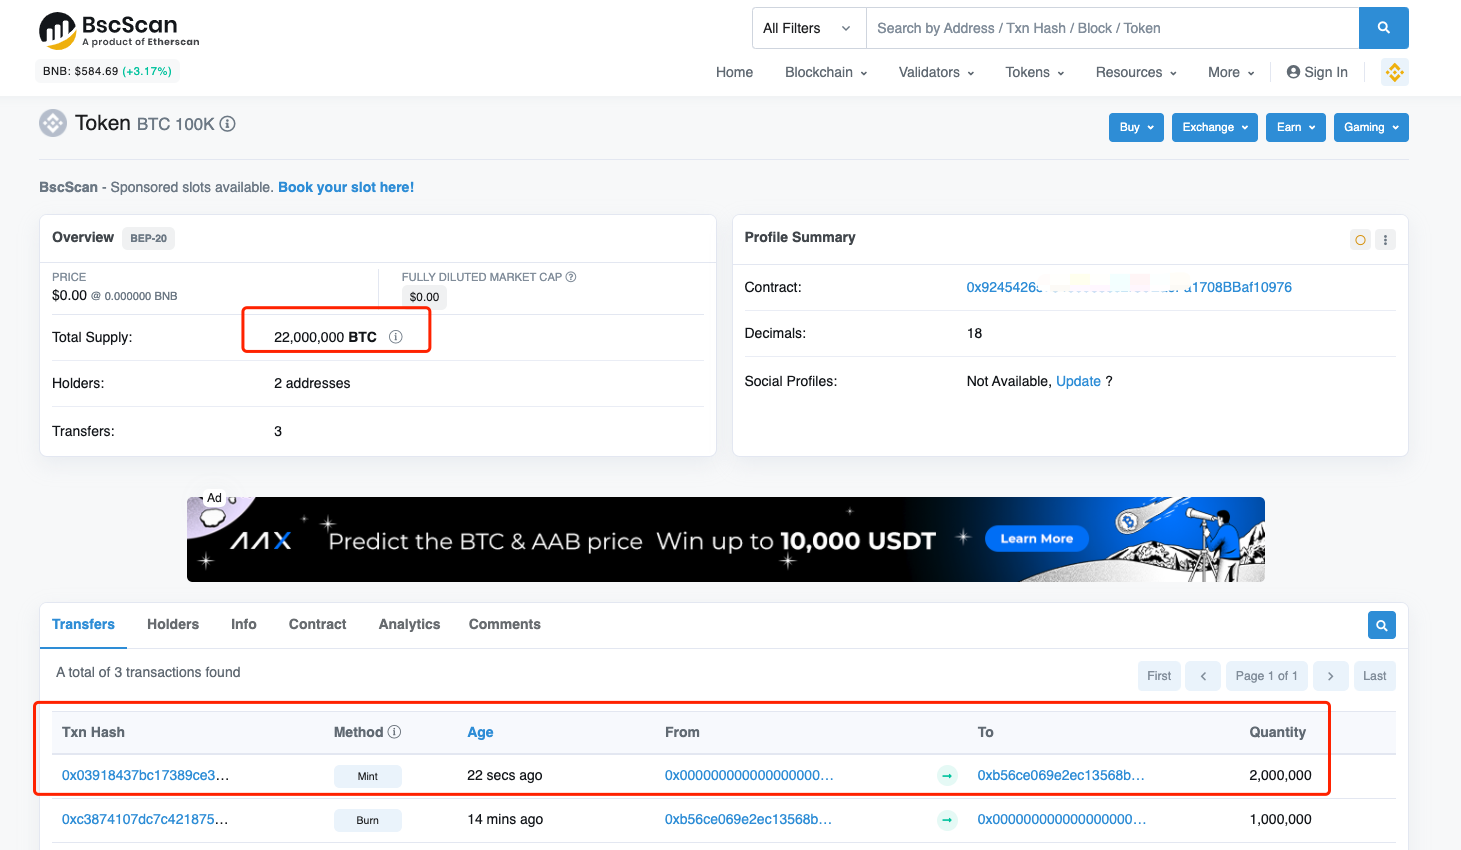 BscScan
A product of Etherscan
All Filters
Search by Address / Txn Hash / Block / Token
BNB: $584.69 (+3.17%)
Home Blockchain Validators Tokens Resources More Sign In
Token BTC 100K
Buy Exchange Earn Gaming
BscScan - Sponsored slots available. Book your slot here!
Overview BEP-20
PRICE
$0.00 @ 0.000000 BNB
FULLY DILUTED MARKET CAP
$0.00
Total Supply: 22,000,000 BTC
Holders: 2 addresses
Transfers: 3
Profile Summary
Contract: 0x9245426 1708BBaf10976
Decimals: 18
Social Profiles: Not Available, Update ?
Ad
AAX Predict the BTC & AAB price Win up to 10,000 USDT Learn More
Transfers Holders Info Contract Analytics Comments
A total of 3 transactions found
First < Page 1 of 1 > Last
Txn Hash Method Age From To Quantity
0x03918437bc17389ce3... Mint 22 secs ago 0x000000000000000000... → 0xb56ce069e2ec13568b... 2,000,000
0xc3874107dc7c421875... Burn 14 mins ago 0xb56ce069e2ec13568b... → 0x000000000000000000... 1,000,000